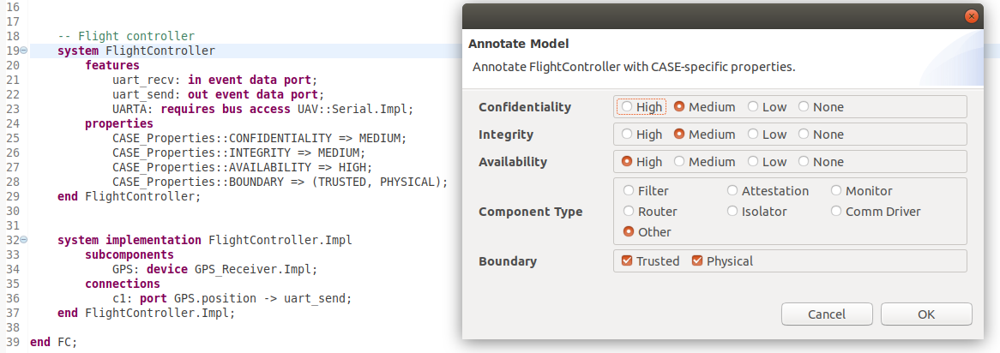 16
17
18 -- Flight controller
19 system FlightController
20 features
21 uart_recv: in event data port;
22 uart_send: out event data port;
23 UARTA: requires bus access UAV::Serial.Impl;
24 properties
25 CASE_Properties::CONFIDENTIALITY => MEDIUM;
26 CASE_Properties::INTEGRITY => MEDIUM;
27 CASE_Properties::AVAILABILITY => HIGH;
28 CASE_Properties::BOUNDARY => (TRUSTED, PHYSICAL);
29 end FlightController;
30
31
32 system implementation FlightController.Impl
33 subcomponents
34 GPS: device GPS_Receiver.Impl;
35 connections
36 c1: port GPS.position -> uart_send;
37 end FlightController.Impl;
38
39 end FC;
Annotate Model
Annotate FlightController with CASE-specific properties.
Confidentiality High Medium Low None
Integrity High Medium Low None
Availability High Medium Low None
Component Type
Filter Attestation Monitor
Router Isolator Comm Driver
Other
Boundary Trusted Physical
Cancel OK